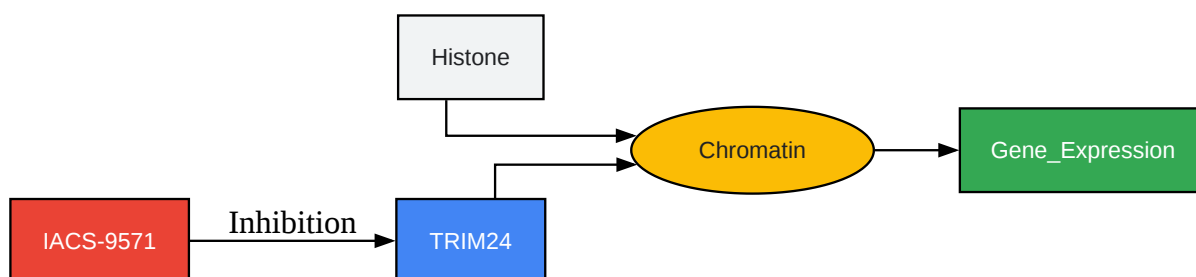 Histone
Chromatin
Gene_Expression
IACS-9571
Inhibition
TRIM24